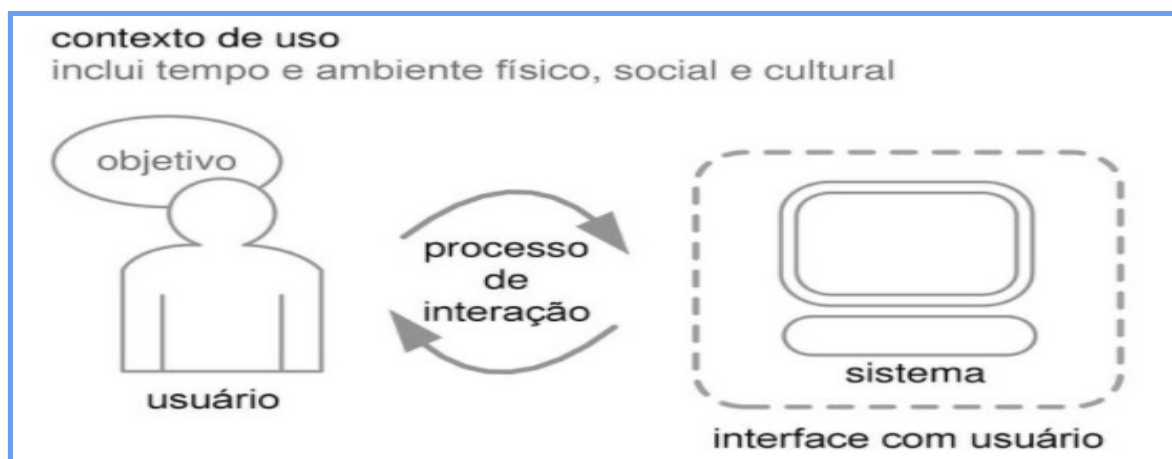 contexto de uso
inclui tempo e ambiente físico, social e cultural
objetivo
processo
de
interação
usuário
sistema
interface com usuário